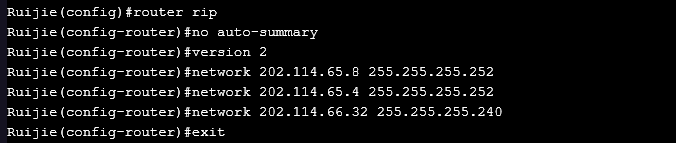 Ruijie(config)#router rip
Ruijie(config-router)#no auto-summary
Ruijie(config-router)#version 2
Ruijie(config-router)#network 202.114.65.8 255.255.255.252
Ruijie(config-router)#network 202.114.65.4 255.255.255.252
Ruijie(config-router)#network 202.114.66.32 255.255.255.240
Ruijie(config-router)#exit